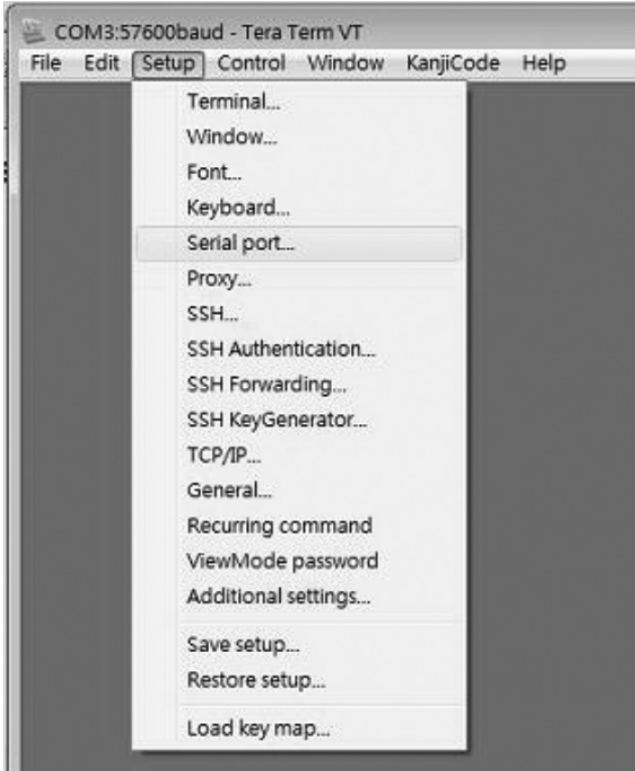 COM3:57600baud - Tera Term VT
File Edit Setup Control Window KanjiCode Help
Terminal...
Window...
Font...
Keyboard...
Serial port...
Proxy...
SSH...
SSH Authentication...
SSH Forwarding...
SSH KeyGenerator...
TCP/IP...
General...
Recurring command
ViewMode password
Additional settings...
Save setup...
Restore setup...
Load key map...